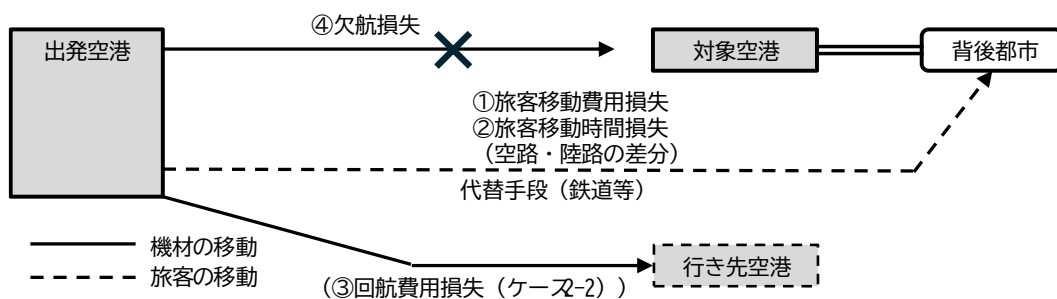 ④欠航損失
出発空港
対象空港
背後都市
①旅客移動費用損失
②旅客移動時間損失
（空路・陸路の差分）
代替手段（鉄道等）
機材の移動
旅客の移動
行き先空港
（③回航費用損失（ケース2-2））